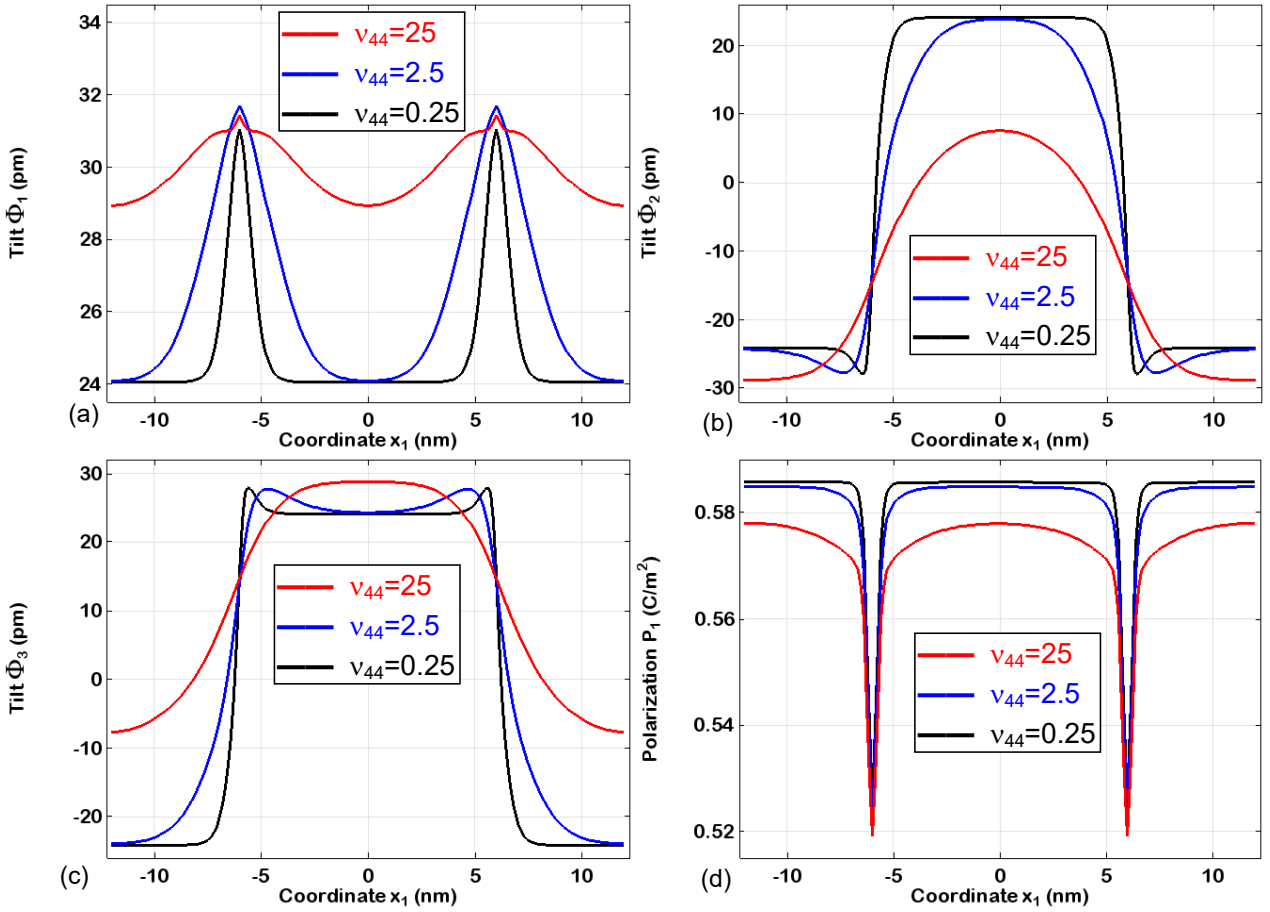 34
32
30
28
26
24
-10
-5
0
5
10
Tilt Φ₁ (pm)
Coordinate x₁ (nm)
ν₄₄=25
ν₄₄=2.5
ν₄₄=0.25
(a)
20
10
0
-10
-20
-30
-10
-5
0
5
10
Tilt Φ₂ (pm)
Coordinate x₁ (nm)
ν₄₄=25
ν₄₄=2.5
ν₄₄=0.25
(b)
30
20
10
0
-10
-20
-10
-5
0
5
10
Tilt Φ₃ (pm)
Coordinate x₁ (nm)
ν₄₄=25
ν₄₄=2.5
ν₄₄=0.25
(c)
0.58
0.56
0.54
0.52
-10
-5
0
5
10
Polarization P₁ (C/m²)
Coordinate x₁ (nm)
ν₄₄=25
ν₄₄=2.5
ν₄₄=0.25
(d)